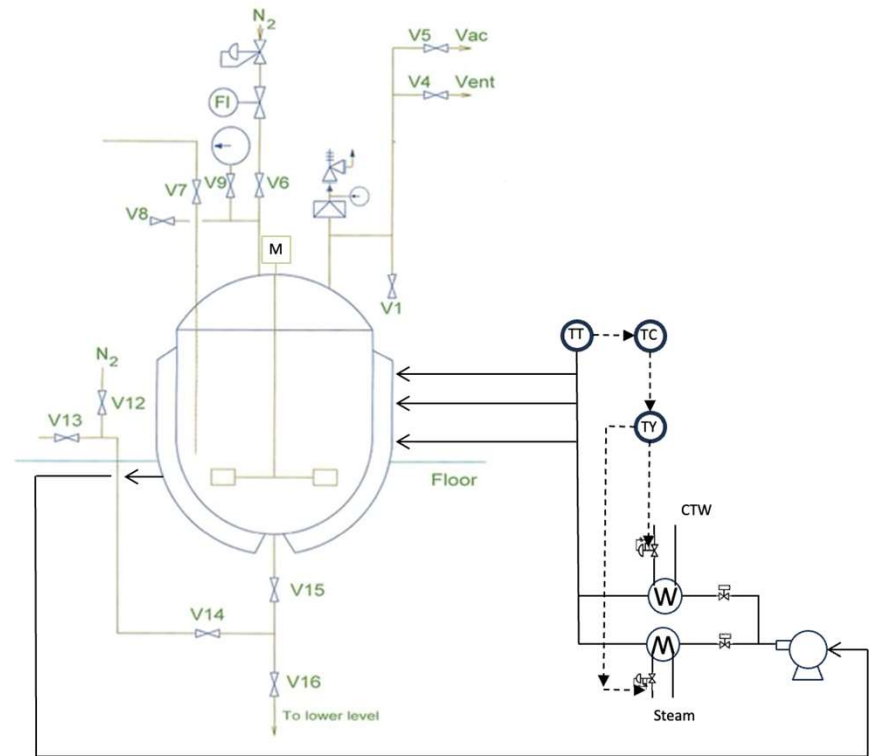 N2
V5 Vac
V4 Vent
FI
V7
V9
V6
V8
M
V1
TT
TC
N2
V12
V13
TY
Floor
CTW
V15
W
V14
M
V16
Steam
To lower level